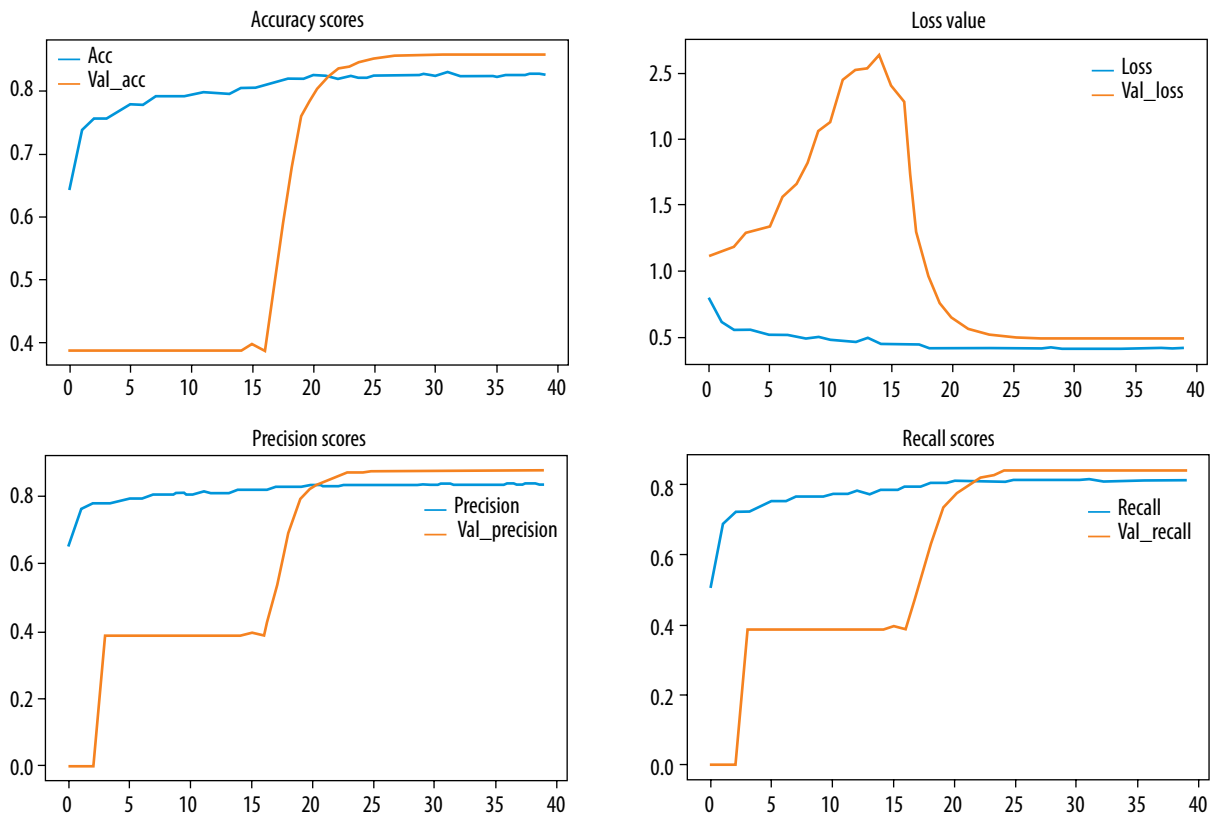 Accuracy scores
Acc
Val_acc
0.8
0.7
0.6
0.5
0.4
0 5 10 15 20 25 30 35 40
Loss value
Loss
Val_loss
2.5
1.0
1.5
1.0
0.5
0 5 10 15 20 25 30 35 40
Precision scores
Precision
Val_precision
0.8
0.6
0.4
0.2
0.0
0 5 10 15 20 25 30 35 40
Recall scores
Recall
Val_recall
0.8
0.6
0.4
0.2
0.0
0 5 10 15 20 25 30 35 40